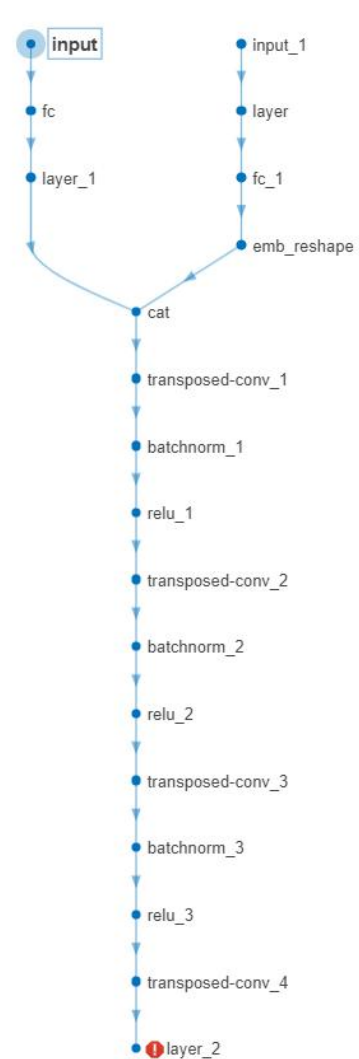 input
input_1
fc
layer
layer_1
fc_1
emb_reshape
cat
transposed-conv_1
batchnorm_1
relu_1
transposed-conv_2
batchnorm_2
relu_2
transposed-conv_3
batchnorm_3
relu_3
transposed-conv_4
layer_2